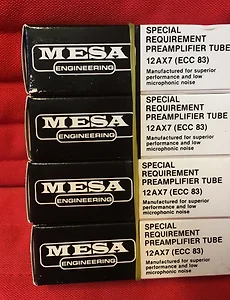 MESA
ENGINEERING
SPECIAL
REQUIREMENT
PREAMPLIFIER TUBE
12AX7 (ECC 83)
Manufactured for superior
performance and low
microphonic noise
MESA
ENGINEERING
SPECIAL
REQUIREMENT
PREAMPLIFIER TUBE
12AX7 (ECC 83)
Manufactured for superior
performance and low
microphonic noise
MESA
ENGINEERING
SPECIAL
REQUIREMENT
PREAMPLIFIER TUBE
12AX7 (ECC 83)
Manufactured for superior
performance and low
microphonic noise
MESA
ENGINEERING
SPECIAL
REQUIREMENT
PREAMPLIFIER TUBE
12AX7 (ECC 83)
Manufactured for superior
performance and low
microphonic noise